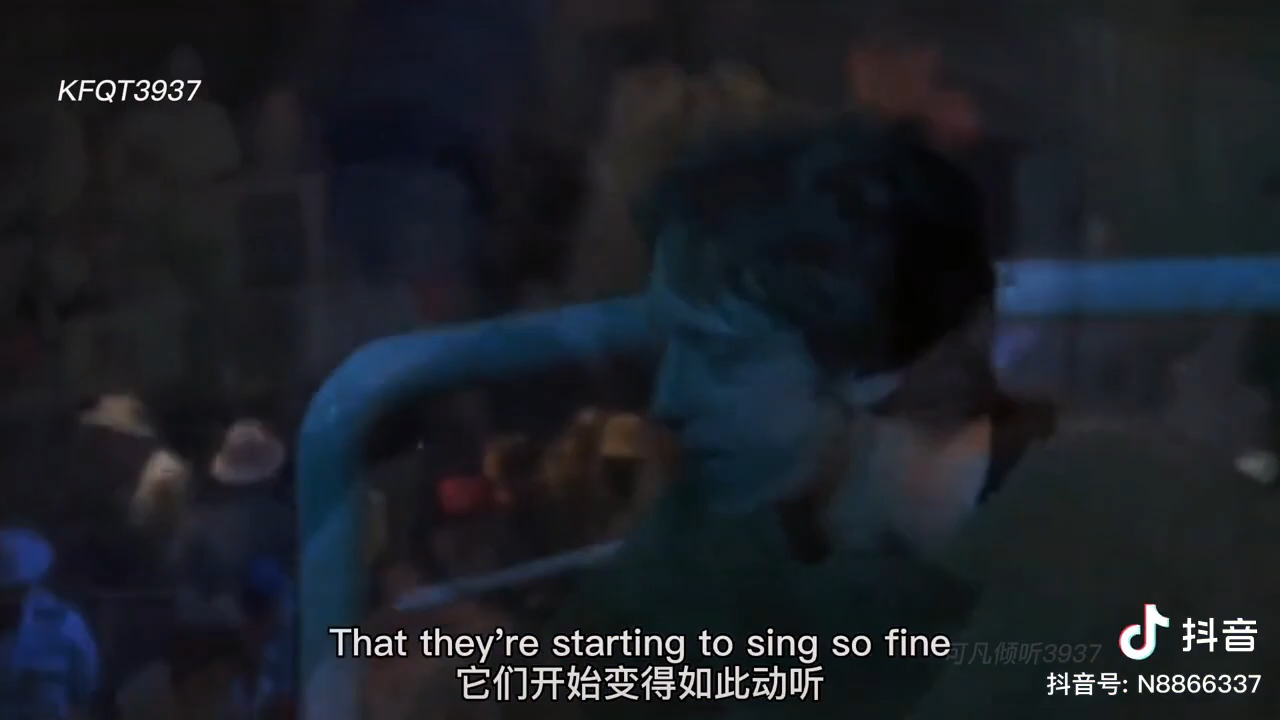 KFQT3937
That they're starting to sing so fine
它们开始变得如此动听
可凡倾听3937
抖音
抖音号: N8866337